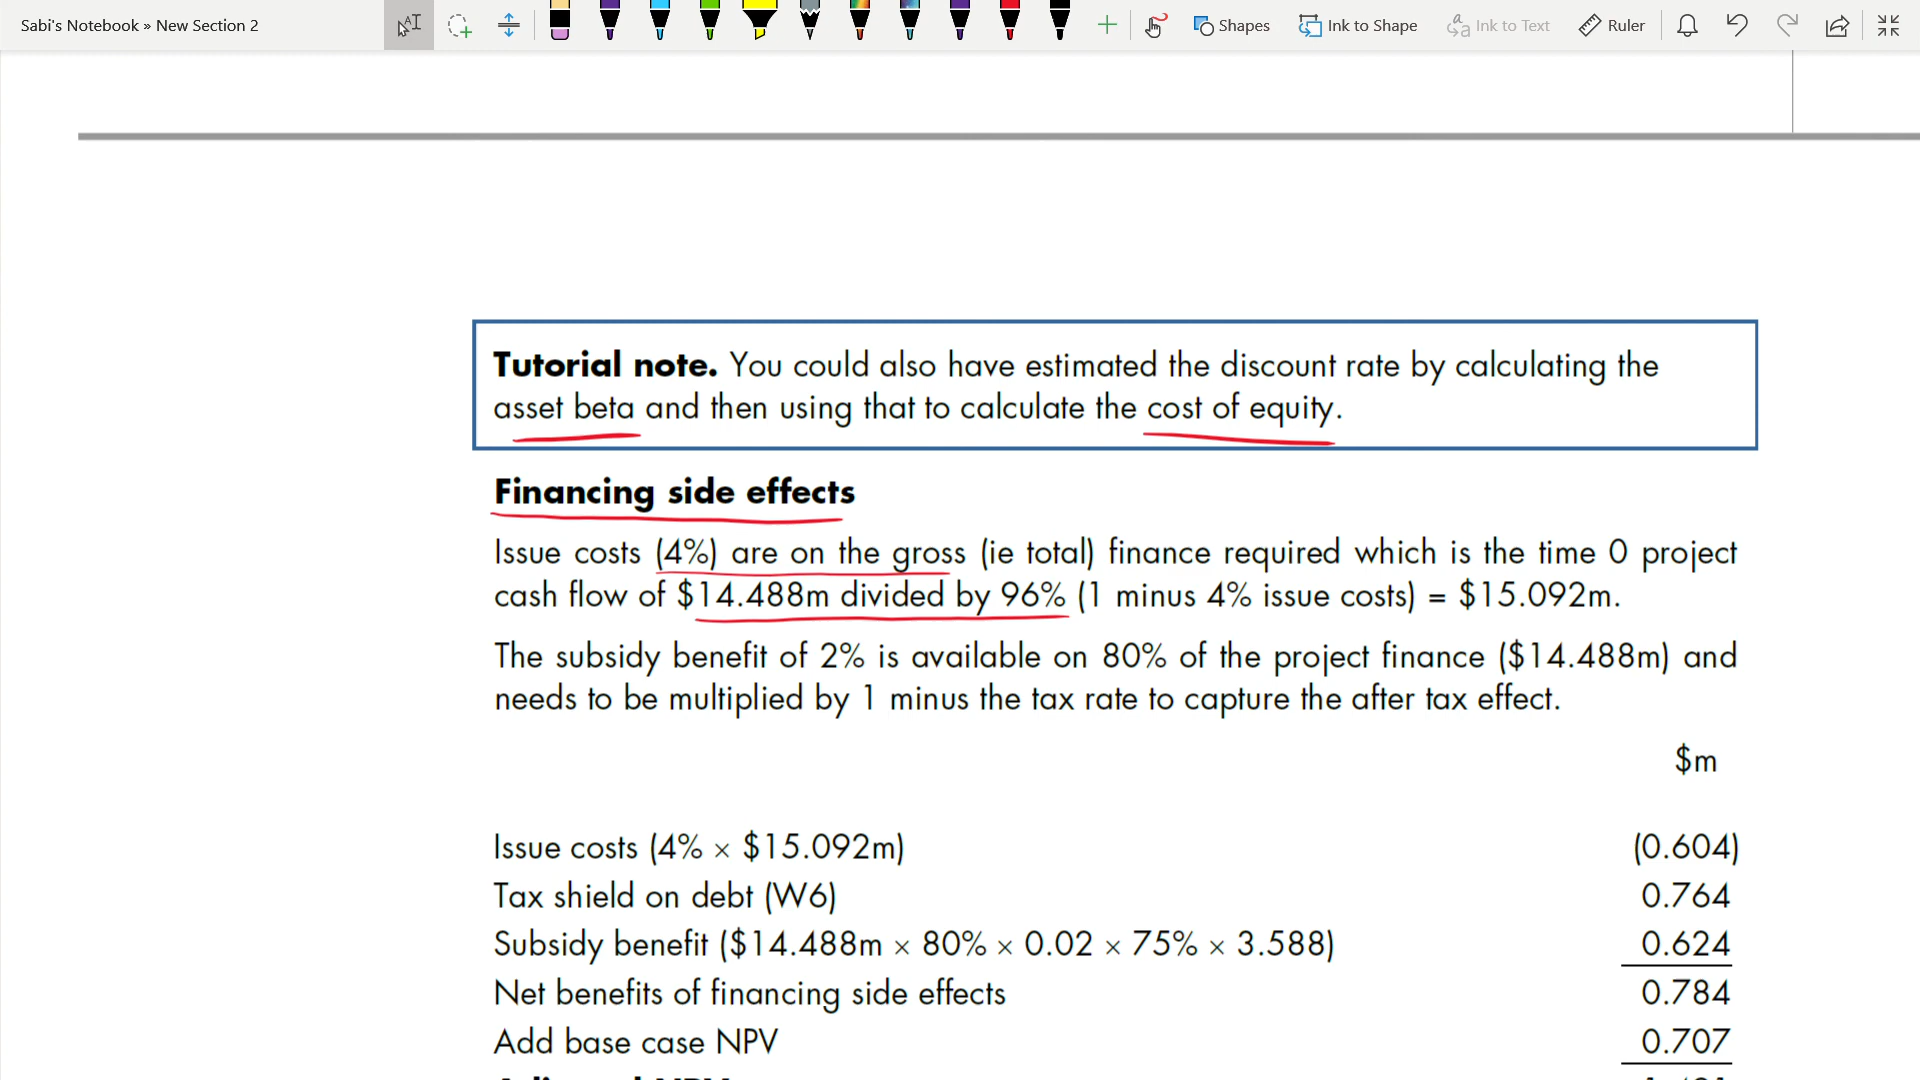 Sabi's Notebook » New Section 2
Shapes
Ink to Shape
Ink to Text
Ruler
Tutorial note. You could also have estimated the discount rate by calculating the
asset beta and then using that to calculate the cost of equity.
Financing side effects
Issue costs (4%) are on the gross (ie total) finance required which is the time 0 project
cash flow of $14.488m divided by 96% (1 minus 4% issue costs) = $15.092m.
The subsidy benefit of 2% is available on 80% of the project finance ($14.488m) and
needs to be multiplied by 1 minus the tax rate to capture the after tax effect.
$m
Issue costs (4% × $15.092m) (0.604)
Tax shield on debt (W6) 0.764
Subsidy benefit ($14.488m × 80% × 0.02 × 75% × 3.588) 0.624
Net benefits of financing side effects 0.784
Add base case NPV 0.707